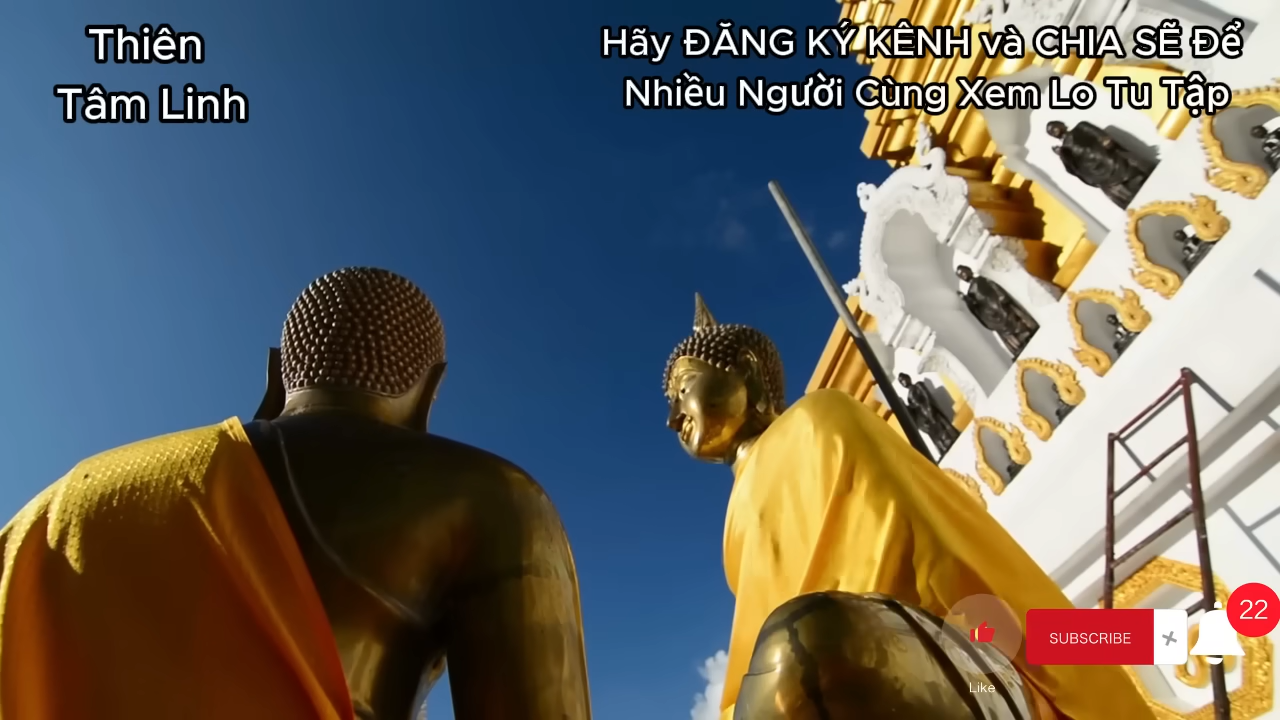 Thiên
Tâm Linh
Hãy ĐĂNG KÝ KÊNH và CHIA SẼ Để
Nhiều Người Cùng Xem Lo Tu Tập
22
SUBSCRIBE
Like